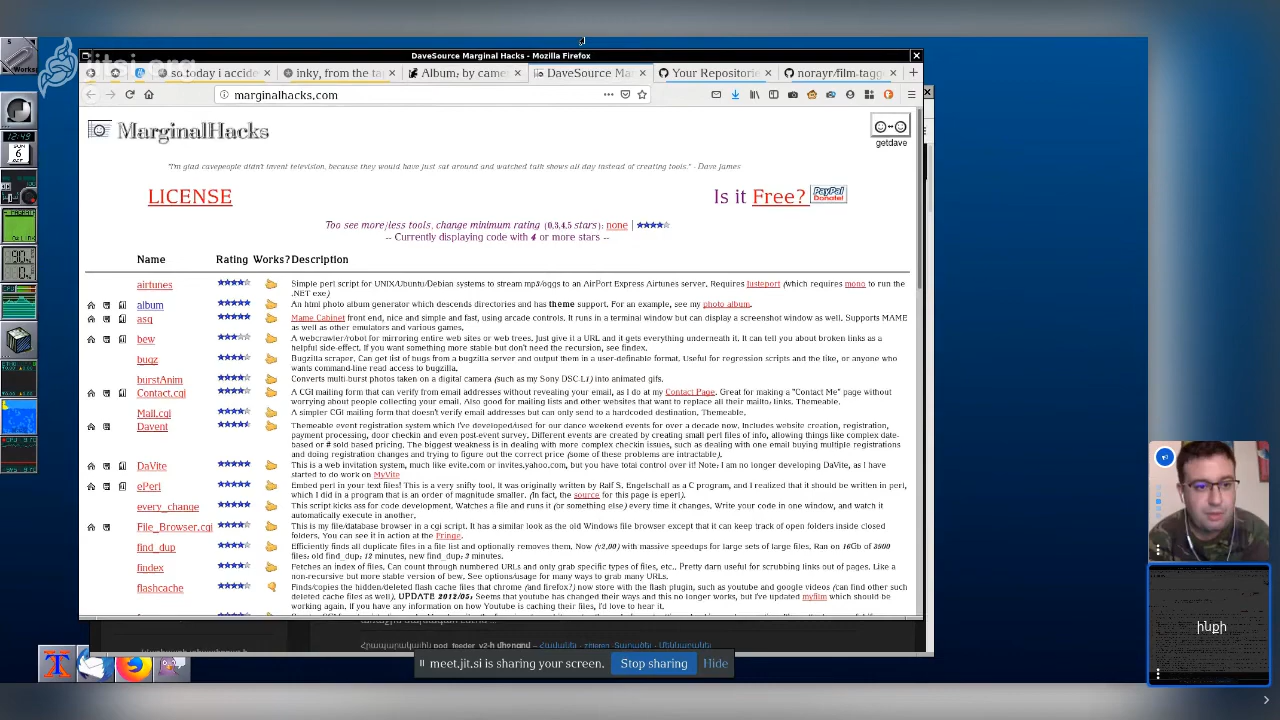 jitsi.org
DaveSource Marginal Hacks - Mozilla Firefox
so today i accide
inky, from the ta
Album: by came
DaveSource Mar
Your Repositorie
norayr/film-tagge
marginalhacks.com
MarginalHacks
getdave
"I'm glad cavepeople didn't invent television, because they would have just sat around and watched talk shows all day instead of creating tools." - Dave James
LICENSE
Is it Free? PayPal Donate!
Too see more/less tools, change minimum rating (0,3,4,5 stars): none |
-- Currently displaying code with 4 or more stars --
Name Rating Works? Description
airtunes Simple perl script for UNIX/Ubuntu/Debian systems to stream mp3/oggs to an AirPort Express Airtunes server. Requires justeport (which requires mono to run the
.NET exe)
album An html photo album generator which descends directories and has theme support. For an example, see my photo album.
asq Mame Cabinet front end, nice and simple and fast, using arcade controls. It runs in a terminal window but can display a screenshot window as well. Supports MAME
as well as other emulators and various games.
bew A webcrawler/robot for mirroring entire web sites or web trees. Just give it a URL and it gets everything underneath it. It can tell you about broken links as a
helpful side effect. If you want something more stable but don't need the recursion, see findex.
bugz Bugzilla scraper. Can get list of bugs from a bugzilla server and output them in a user-definable format. Useful for regression scripts and the like, or anyone who
wants command-line read access to bugzilla.
burstAnim Converts multi-burst photos taken on a digital camera (such as my Sony DSC-L1) into animated gifs.
Contact.cgi A CGI mailing form that can verify from email addresses without revealing your email, as I do at my Contact Page. Great for making a "Contact Me" page without
worrying about people collecting your email. Also good for mailing lists and other websites that want to replace all their mailto: links. Themeable.
Mail.cgi A simpler CGI mailing form that doesn't verify email addresses but can only send to a hardcoded destination. Themeable.
Davent Themeable event registration system which I've developed/used for our dance weekend events for over a decade now. Includes website creation, registration,
payment processing, door checkin and even post-event survey. Different events are created by creating small perl files of info, allowing things like complex date-
based or # sold based pricing. The biggest weakness is in dealing with more complex checkin issues, such as dealing with one email buying multiple registrations
and doing registration changes and trying to figure out the correct price (some of these problems are intractable).
DaVite This is a web invitation system, much like evite.com or invites.yahoo.com, but you have total control over it! Note: I am no longer developing DaVite, as I have
started to do work on MyVite
ePerl Embed perl in your text files! This is a very snifty tool. It was originally written by Ralf S. Engelschall as a C program, and I realized that it should be written in perl,
which I did in a program that is an order of magnitude smaller. (In fact, the source for this page is eperl).
every_change This script kicks ass for code development. Watches a file and runs it (or something else) every time it changes. Write your code in one window, and watch it
automatically execute in another.
File_Browser.cgi This is my file/database browser in a cgi script. It has a similar look as the old Windows file browser except that it can keep track of open folders inside closed
folders. You can see it in action at the Fringe.
find_dup Efficiently finds all duplicate files in a file list and optionally removes them. Now (v2.00) with massive speedups for large sets of large files. Ran on 16Gb of 3500
files: old find_dup: 12 minutes, new find_dup: 3 minutes.
findex Fetches an index of files. Can count through numbered URLs and only grab specific types of files, etc.. Pretty darn useful for scrubbing links out of pages. Like a
non-recursive but more stable version of bew. See options/usage for many ways to grab many URLs.
flashcache Finds/copies the hidden/deleted flash cache files that chrome (and firefox?) now store with the flash plugin, such as youtube and google videos (can find other such
deleted cache files as well). UPDATE 2012/02: Seems that youtube has changed their ways and this no longer works, but I've updated myfilm which should be
working again. If you have any information on how Youtube is caching their files, I'd love to hear it.
meet.jit.si is sharing your screen.
Stop sharing
Hide